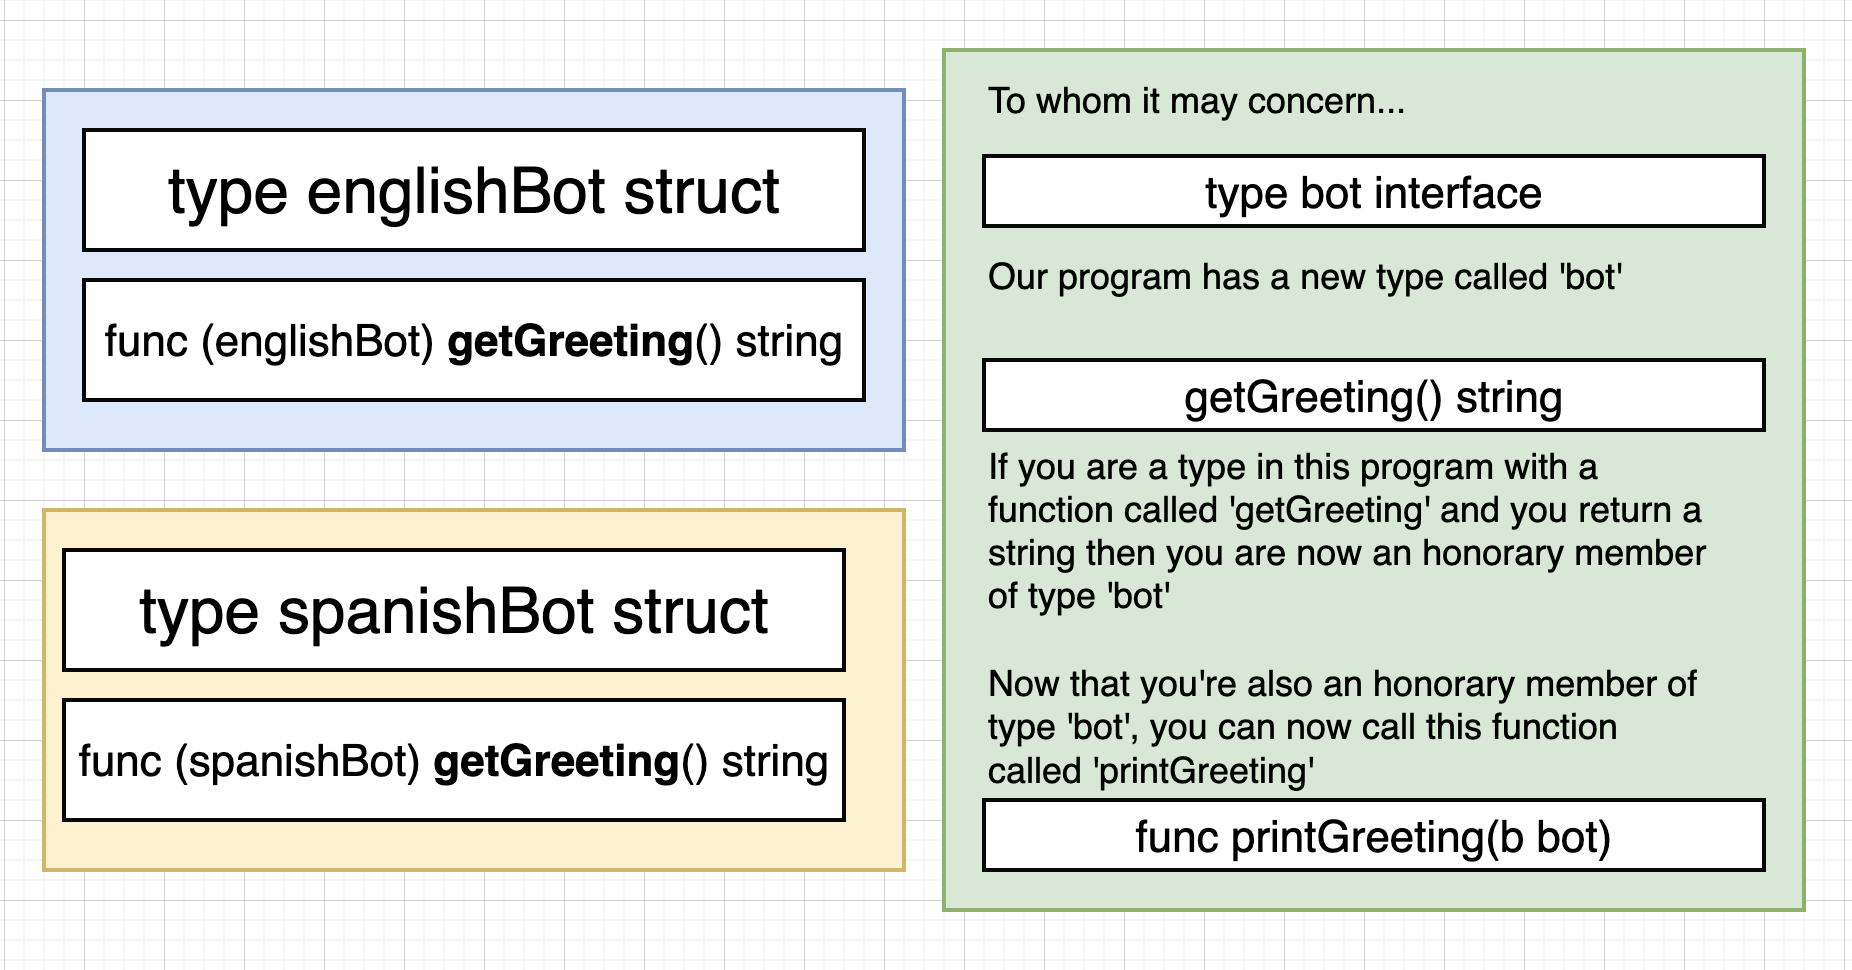 type englishBot struct
func (englishBot) getGreeting() string
type spanishBot struct
func (spanishBot) getGreeting() string
To whom it may concern...
type bot interface
Our program has a new type called 'bot'
getGreeting() string
If you are a type in this program with a
function called 'getGreeting' and you return a
string then you are now an honorary member
of type 'bot'
Now that you're also an honorary member of
type 'bot', you can now call this function
called 'printGreeting'
func printGreeting(b bot)